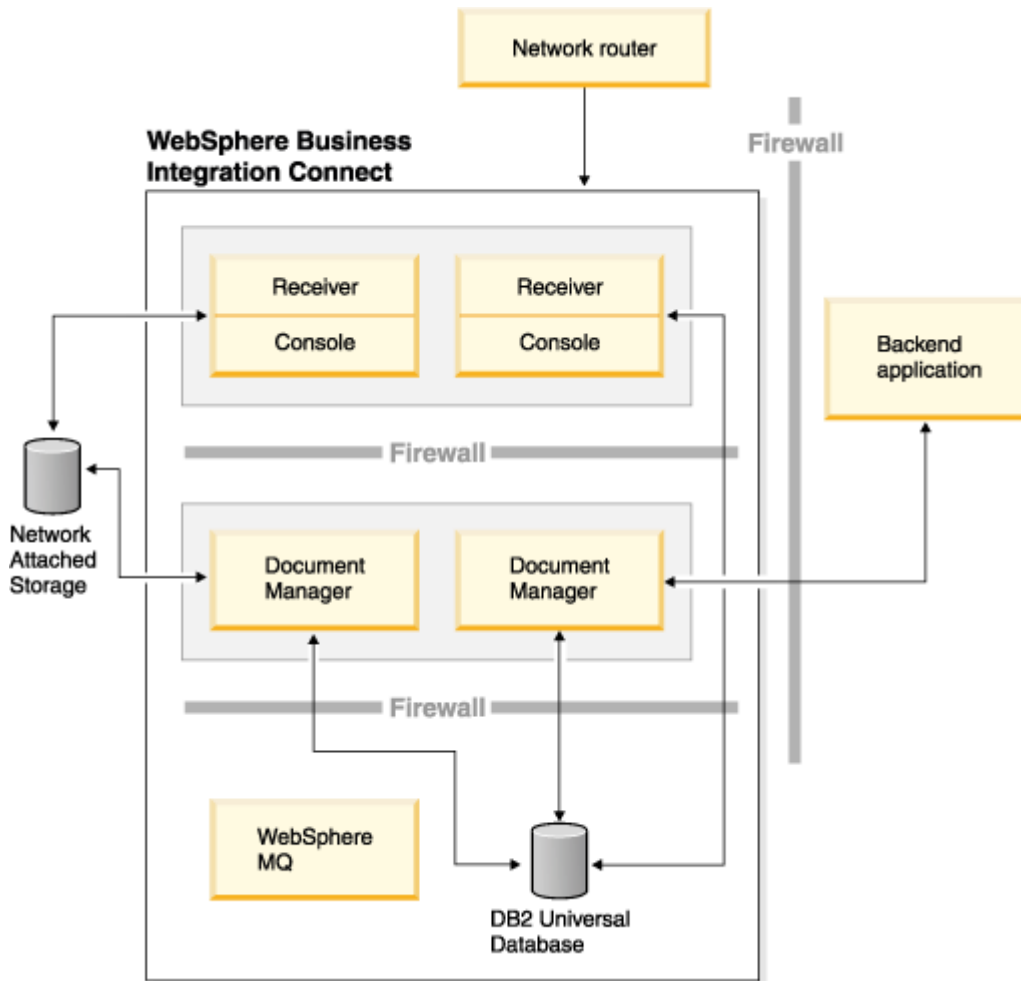 Network router
Firewall
WebSphere Business
Integration Connect
Receiver
Console
Receiver
Console
Backend
application
Firewall
Network
Attached
Storage
Document
Manager
Document
Manager
Firewall
WebSphere
MQ
DB2 Universal
Database